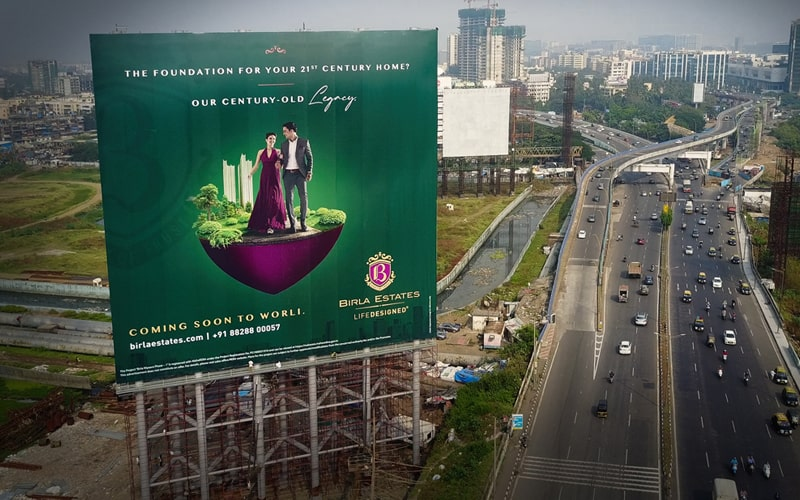 THE FOUNDATION FOR YOUR 21ST CENTURY HOME?
OUR CENTURY-OLD Legacy.
B
BIRLA ESTATES
LIFEDESIGNED®
COMING SOON TO WORLI.
birlaestates.com | +91 88288 00057